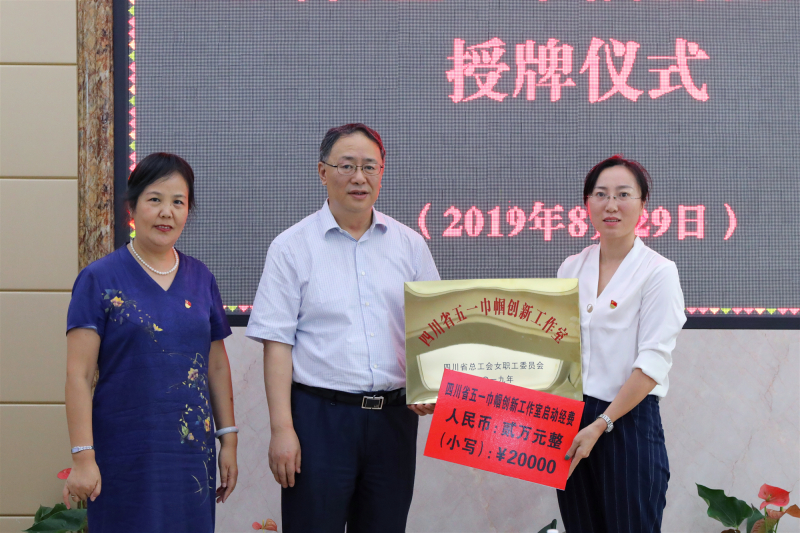 授牌仪式
（2019年8月29日）
四川省五一巾帼创新工作室
四川省总工会女职工委员会
一九年
四川省五一巾帼创新工作室启动经费
人民币：贰万元整
（小写）：¥20000